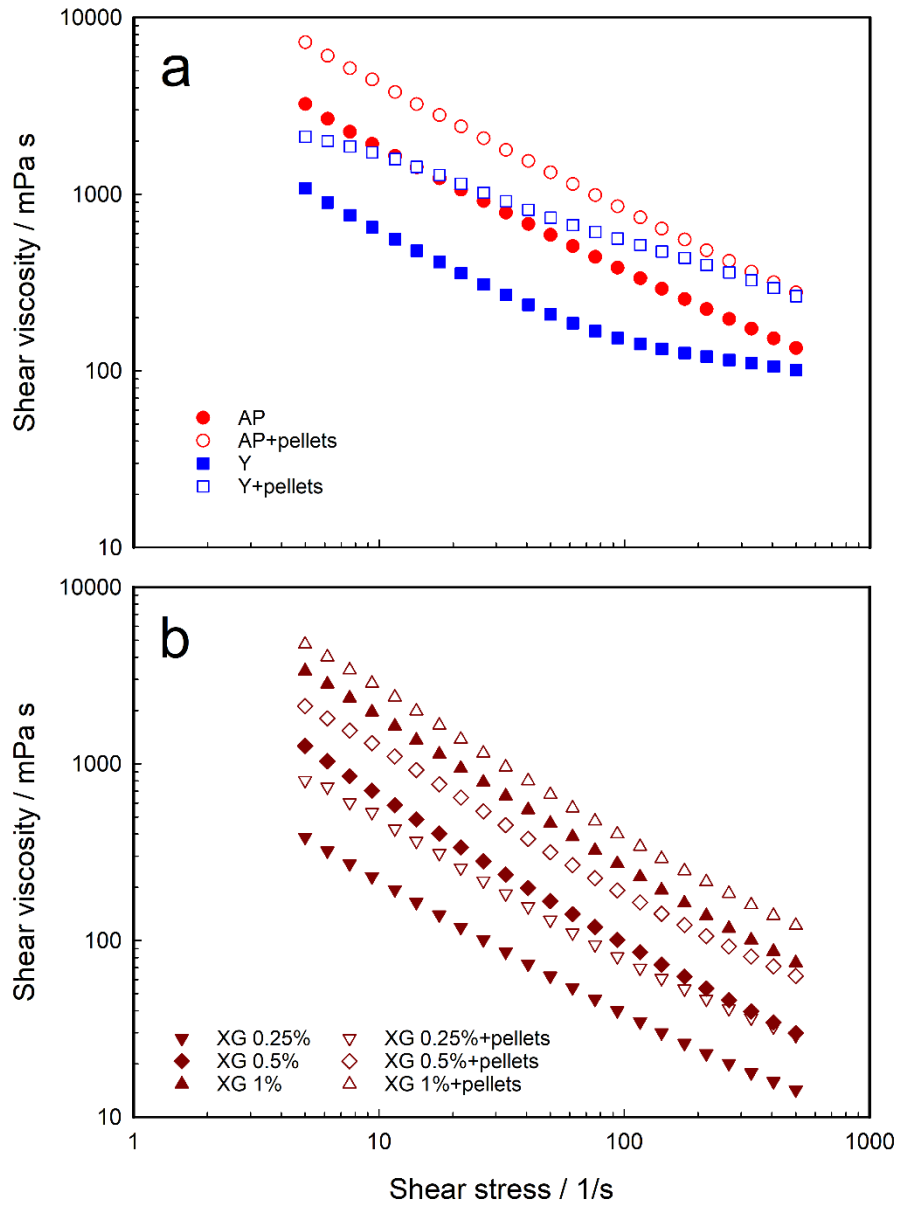 10000
a
Shear viscosity / mPa s
1000
100
AP
AP+pellets
Y
Y+pellets
10
10000
b
Shear viscosity / mPa s
1000
100
XG 0.25% XG 0.25%+pellets
XG 0.5% XG 0.5%+pellets
XG 1% XG 1%+pellets
10
1 10 100 1000
Shear stress / 1/s